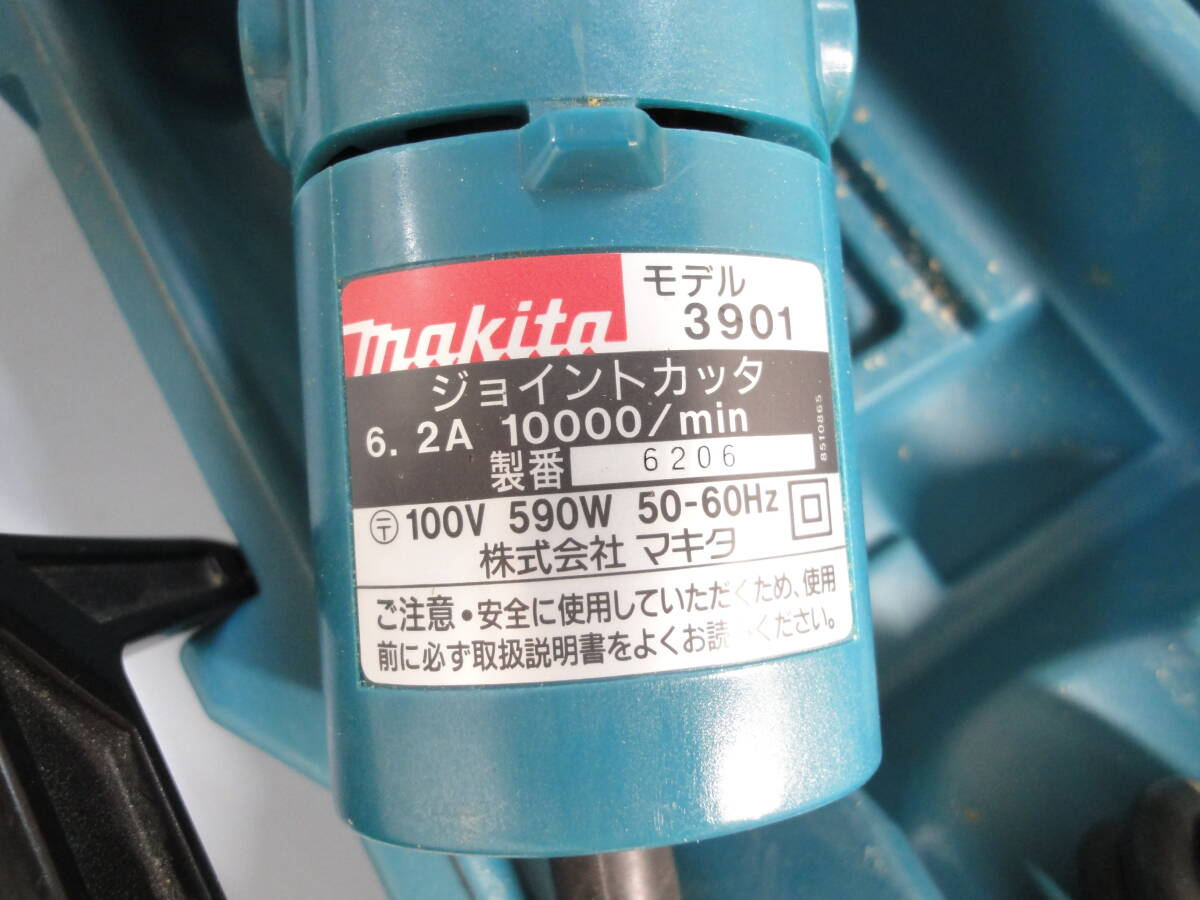 makita
モデル
3901
ジョイントカッタ
6.2A 10000/min
製番 6206
8510865
〒 100V 590W 50-60Hz
株式会社 マキタ
ご注意・安全に使用していただくため、使用
前に必ず取扱説明書をよくお読みください。